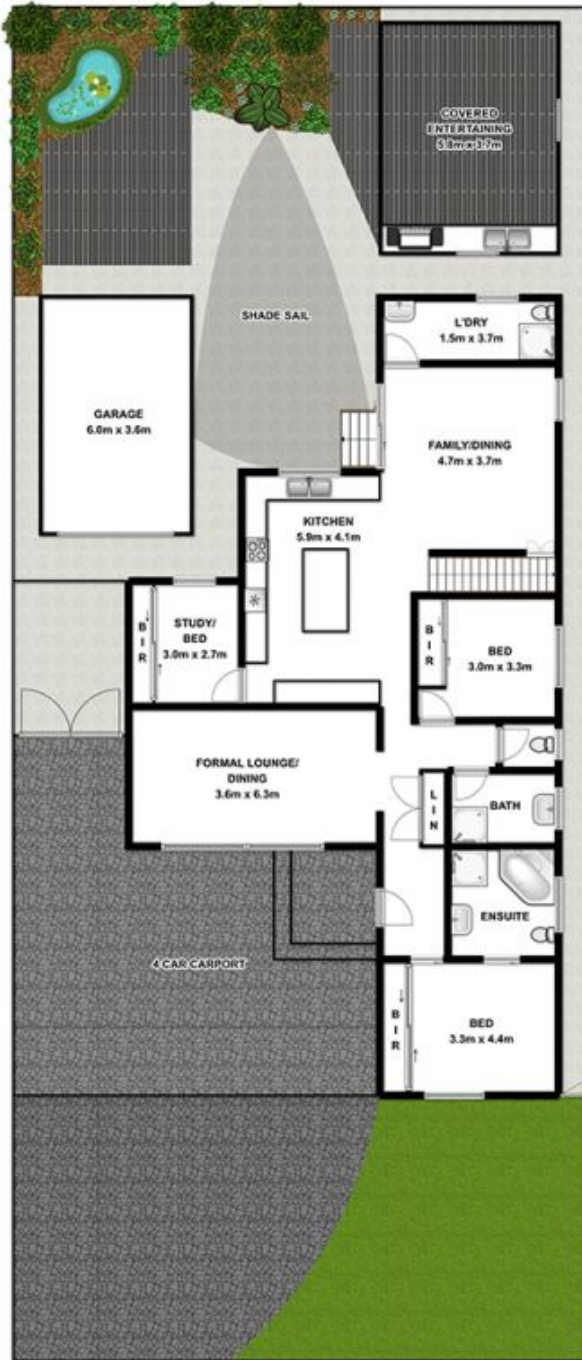 COVERED
ENTERTAINING
5.8m x 3.7m
L'DRY
1.5m x 3.7m
SHADE SAIL
GARAGE
6.0m x 3.6m
FAMILY/DINING
4.7m x 3.7m
KITCHEN
5.9m x 4.1m
BIR
STUDY/
BED
3.0m x 2.7m
BIR
BED
3.0m x 3.3m
FORMAL LOUNGE/
DINING
3.6m x 6.3m
LIN
BATH
ENSUITE
4 CAR CARPORT
BIR
BED
3.3m x 4.4m